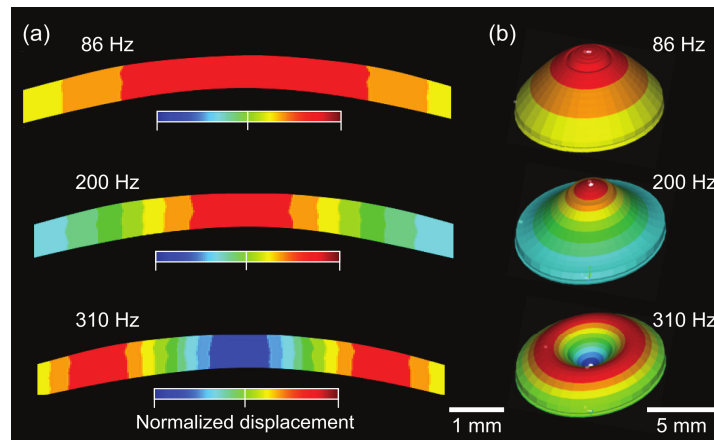 (a)
86 Hz
200 Hz
310 Hz
Normalized displacement
1 mm
(b)
86 Hz
200 Hz
310 Hz
5 mm